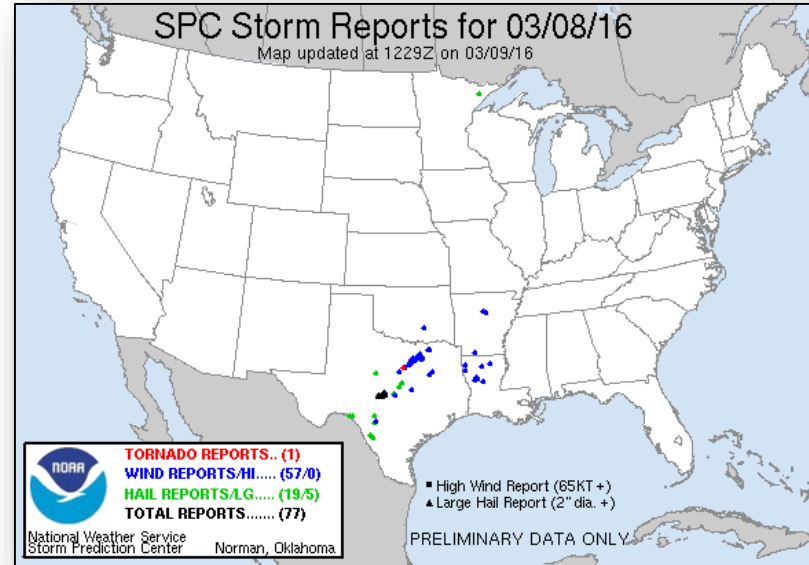 SPC Storm Reports for 03/08/16
Map updated at 1229Z on 03/09/16
NOAA
TORNADO REPORTS.. (1)
WIND REPORTS/HI..... (57/0)
HAIL REPORTS/LG..... (19/5)
TOTAL REPORTS....... (77)
National Weather Service
Storm Prediction Center Norman, Oklahoma
■ High Wind Report (65KT +)
▲ Large Hail Report (2" dia. +)
PRELIMINARY DATA ONLY